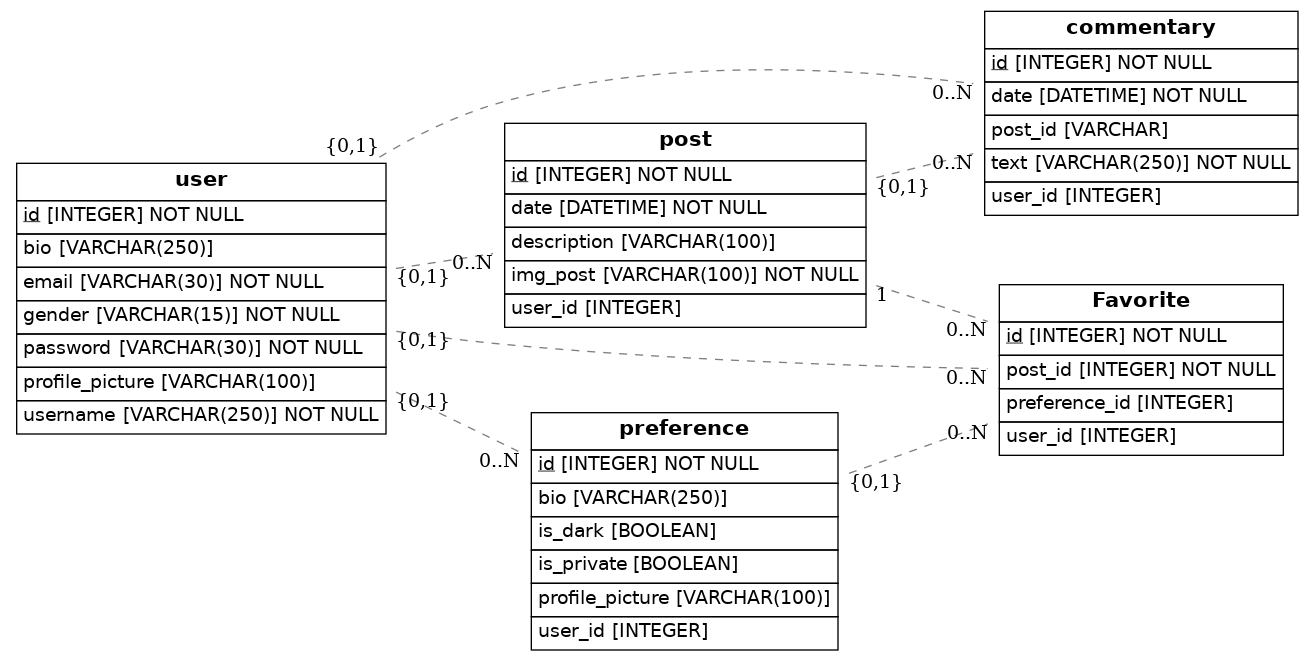 commentary
id [INTEGER] NOT NULL
date [DATETIME] NOT NULL
post_id [VARCHAR]
text [VARCHAR(250)] NOT NULL
user_id [INTEGER]
0..N
0..N
{0,1}
post
id [INTEGER] NOT NULL
date [DATETIME] NOT NULL
description [VARCHAR(100)]
img_post [VARCHAR(100)] NOT NULL
user_id [INTEGER]
{0,1}
1
user
id [INTEGER] NOT NULL
bio [VARCHAR(250)]
email [VARCHAR(30)] NOT NULL
gender [VARCHAR(15)] NOT NULL
password [VARCHAR(30)] NOT NULL
profile_picture [VARCHAR(100)]
username [VARCHAR(250)] NOT NULL
{0,1}
0..N
{0,1}
{0,1}
0..N
Favorite
id [INTEGER] NOT NULL
post_id [INTEGER] NOT NULL
preference_id [INTEGER]
user_id [INTEGER]
0..N
0..N
0..N
preference
id [INTEGER] NOT NULL
bio [VARCHAR(250)]
is_dark [BOOLEAN]
is_private [BOOLEAN]
profile_picture [VARCHAR(100)]
user_id [INTEGER]
{0,1}